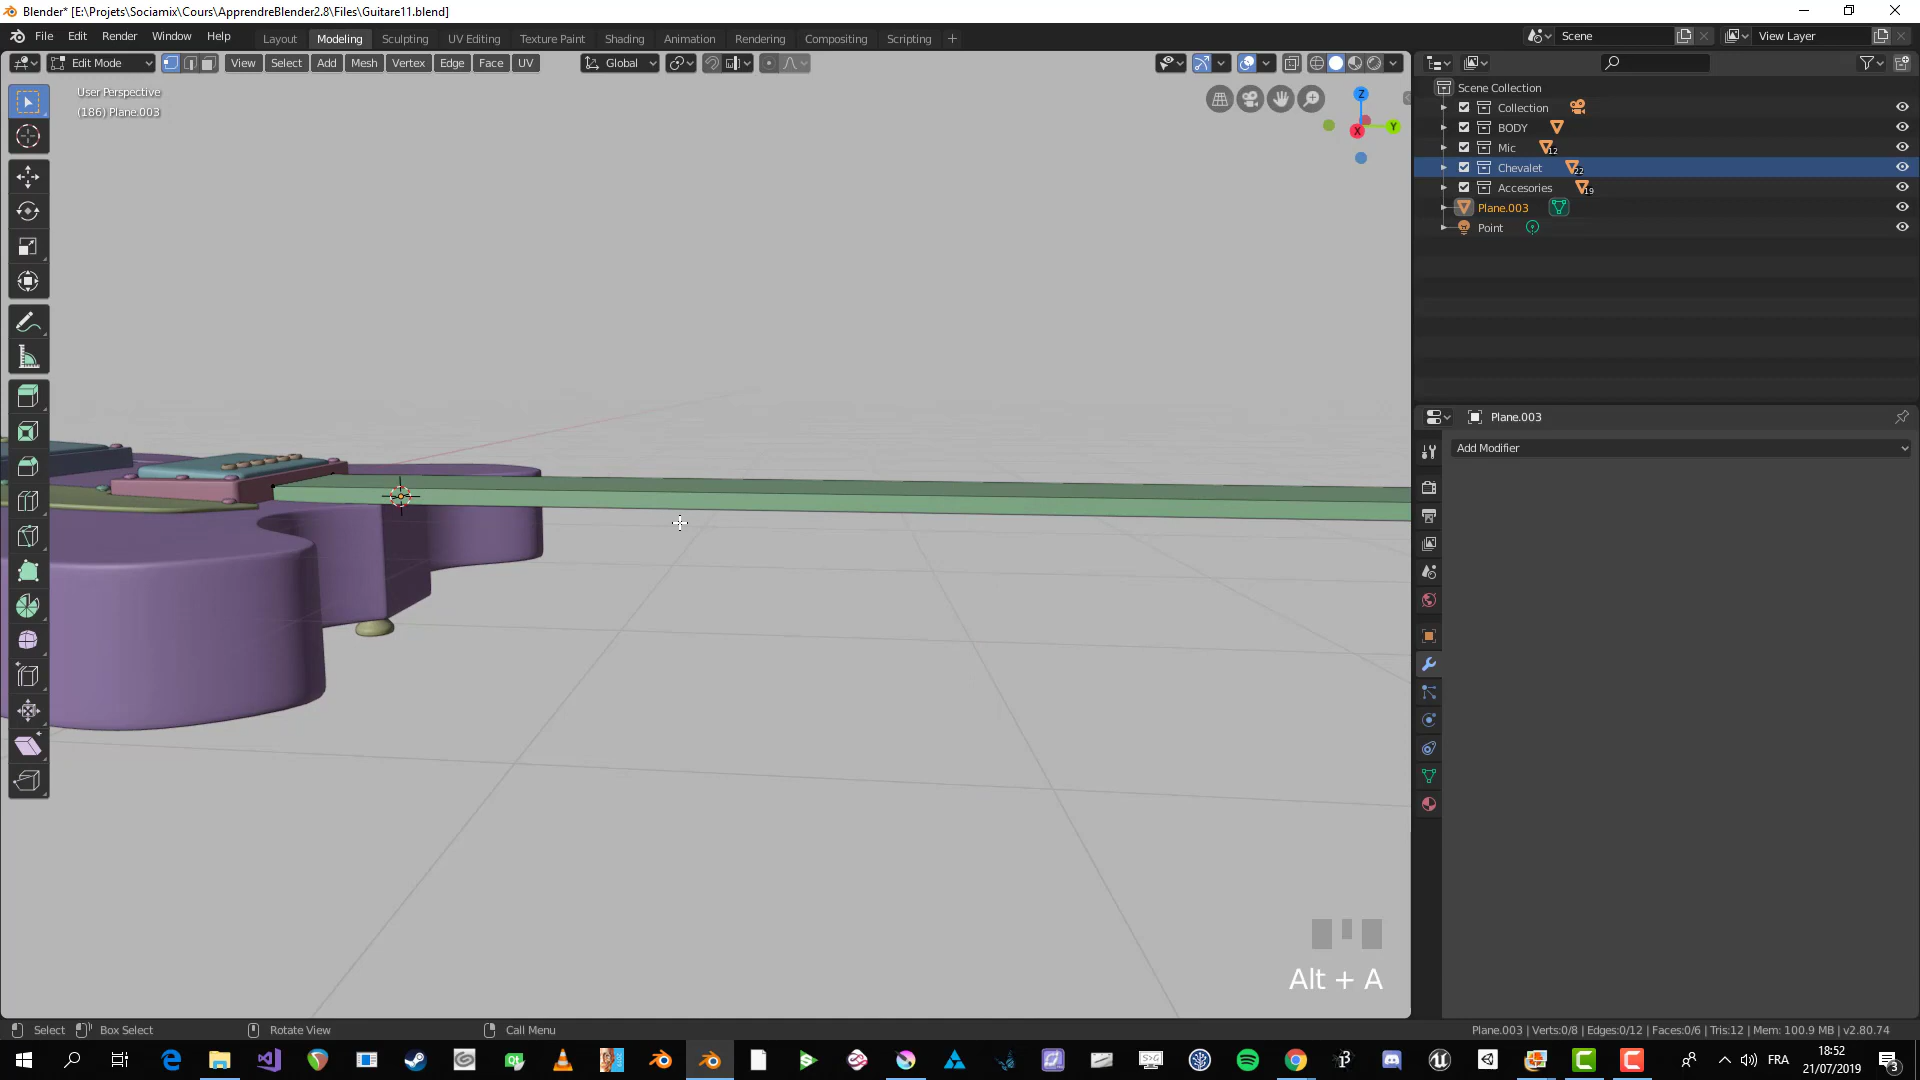 Blender* [E:\Projets\Sociamix\Cours\ApprendreBlender2.8\Files\Guitare11.blend]
File Edit Render Window Help
Layout Modeling Sculpting UV Editing Texture Paint Shading Animation Rendering Compositing Scripting
Scene
View Layer
Edit Mode
View Select Add Mesh Vertex Edge Face UV
Global
User Perspective
(186) Plane.003
Z
Y
X
Scene Collection
Collection
BODY
Mic 12
Chevalet 22
Accesories 19
Plane.003
Point
Plane.003
Add Modifier
Alt + A
Select Box Select Rotate View Call Menu
Plane.003 | Verts:0/8 | Edges:0/12 | Faces:0/6 | Tris:12 | Mem: 100.9 MB | v2.80.74
FRA
18:52
21/07/2019
3